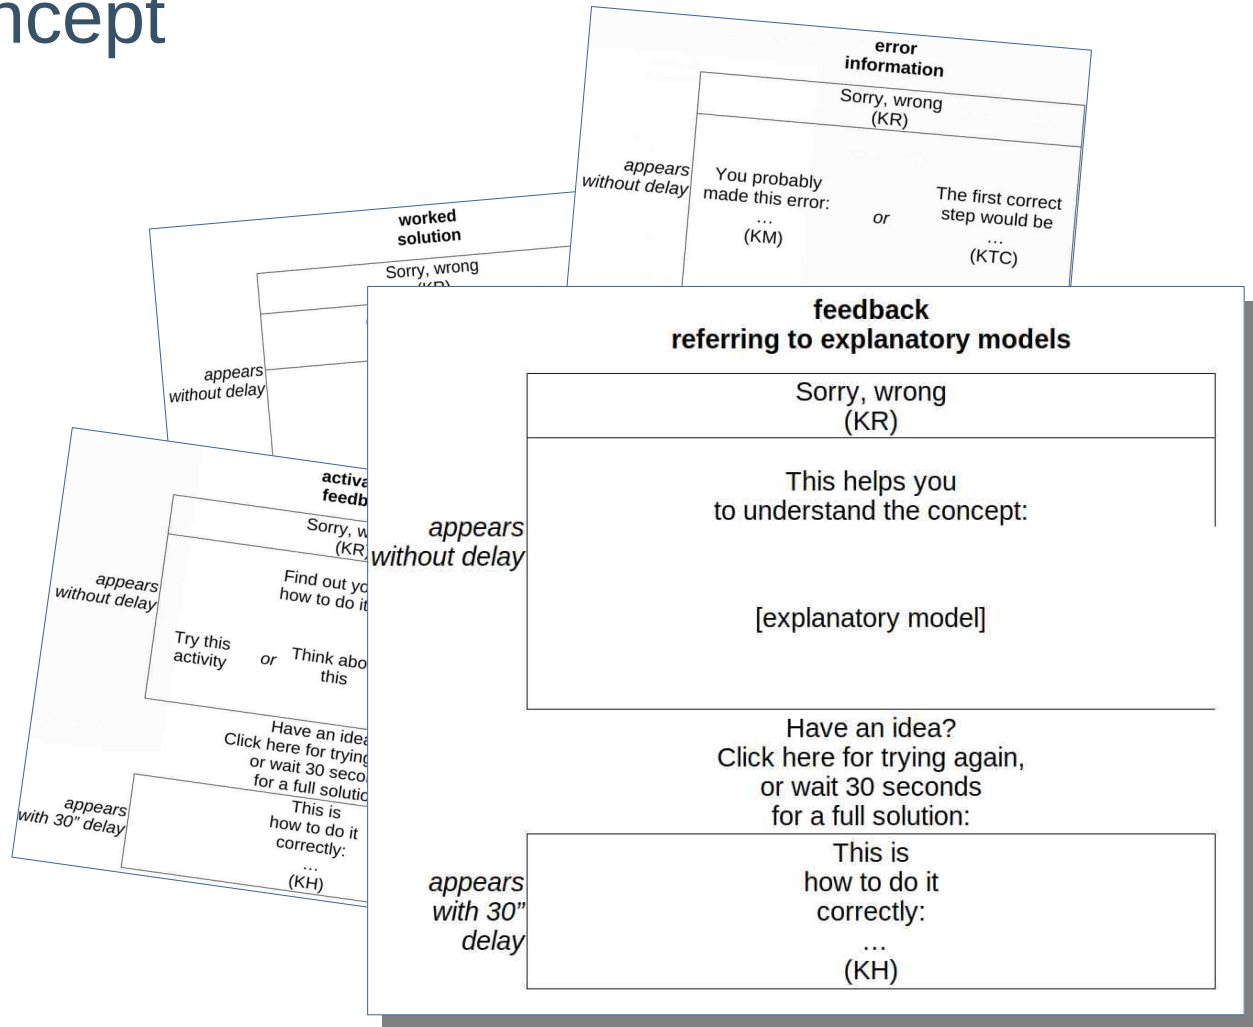 ncept
error
information
Sorry, wrong
(KR)
appears
without delay
You probably
made this error:
…
(KM)
or
The first correct
step would be
…
(KTC)
worked
solution
Sorry, wrong
(KR)
appears
without delay
activa
feedb
Sorry, w
(KR)
appears
without delay
Find out yo
how to do it
Try this
activity
or
Think abo
this
Have an idea
Click here for trying
or wait 30 seco
for a full solutio
appears
with 30” delay
This is
how to do it
correctly:
…
(KH)
feedback
referring to explanatory models
Sorry, wrong
(KR)
appears
without delay
This helps you
to understand the concept:
[explanatory model]
Have an idea?
Click here for trying again,
or wait 30 seconds
for a full solution:
appears
with 30”
delay
This is
how to do it
correctly:
…
(KH)